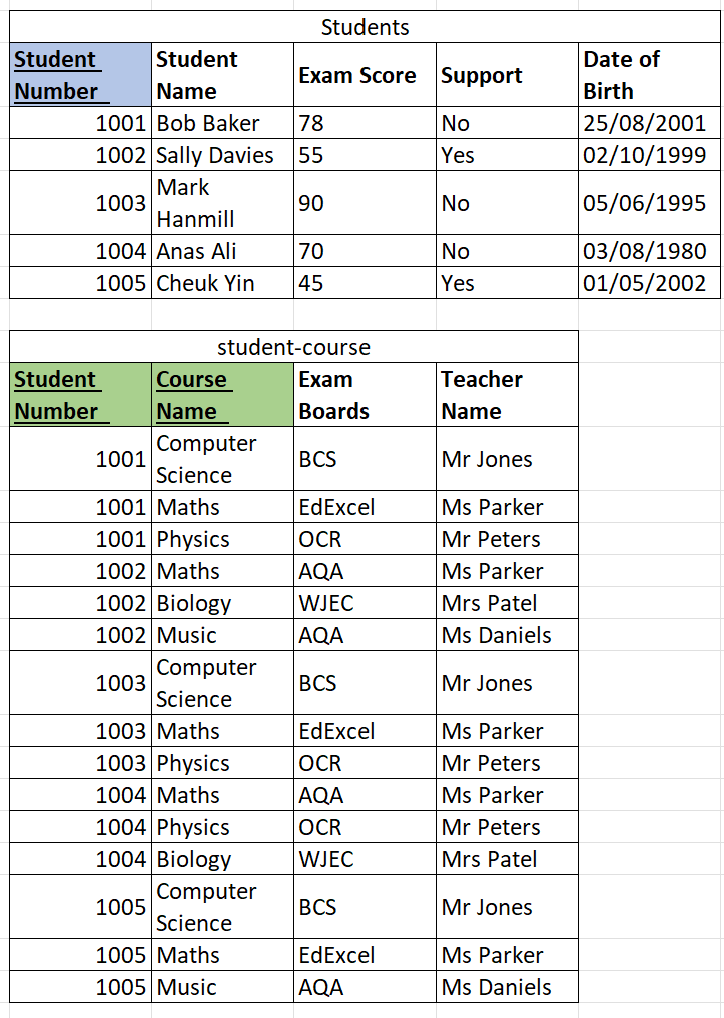 Students
Student Number Student Name Exam Score Support Date of Birth
1001 Bob Baker 78 No 25/08/2001
1002 Sally Davies 55 Yes 02/10/1999
1003 Mark Hanmill 90 No 05/06/1995
1004 Anas Ali 70 No 03/08/1980
1005 Cheuk Yin 45 Yes 01/05/2002
student-course
Student Number Course Name Exam Boards Teacher Name
1001 Computer Science BCS Mr Jones
1001 Maths EdExcel Ms Parker
1001 Physics OCR Mr Peters
1002 Maths AQA Ms Parker
1002 Biology WJEC Mrs Patel
1002 Music AQA Ms Daniels
1003 Computer Science BCS Mr Jones
1003 Maths EdExcel Ms Parker
1003 Physics OCR Mr Peters
1004 Maths AQA Ms Parker
1004 Physics OCR Mr Peters
1004 Biology WJEC Mrs Patel
1005 Computer Science BCS Mr Jones
1005 Maths EdExcel Ms Parker
1005 Music AQA Ms Daniels